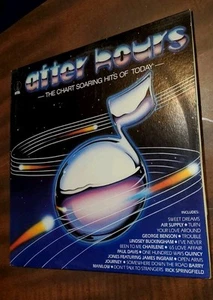 after hours
THE CHART SOARING HITS OF TODAY
INCLUDES:
SWEET DREAMS
AIR SUPPLY • TURN
YOUR LOVE AROUND
GEORGE BENSON • TROUBLE
LINDSEY BUCKINGHAM • I'VE NEVER
BEEN TO ME CHARLENE • '65 LOVE AFFAIR
PAUL DAVIS • ONE HUNDRED WAYS QUINCY
JONES FEATURING JAMES INGRAM • OPEN ARMS
JOURNEY • SOMEWHERE DOWN THE ROAD BARRY
MANILOW • DON'T TALK TO STRANGERS RICK SPRINGFIELD